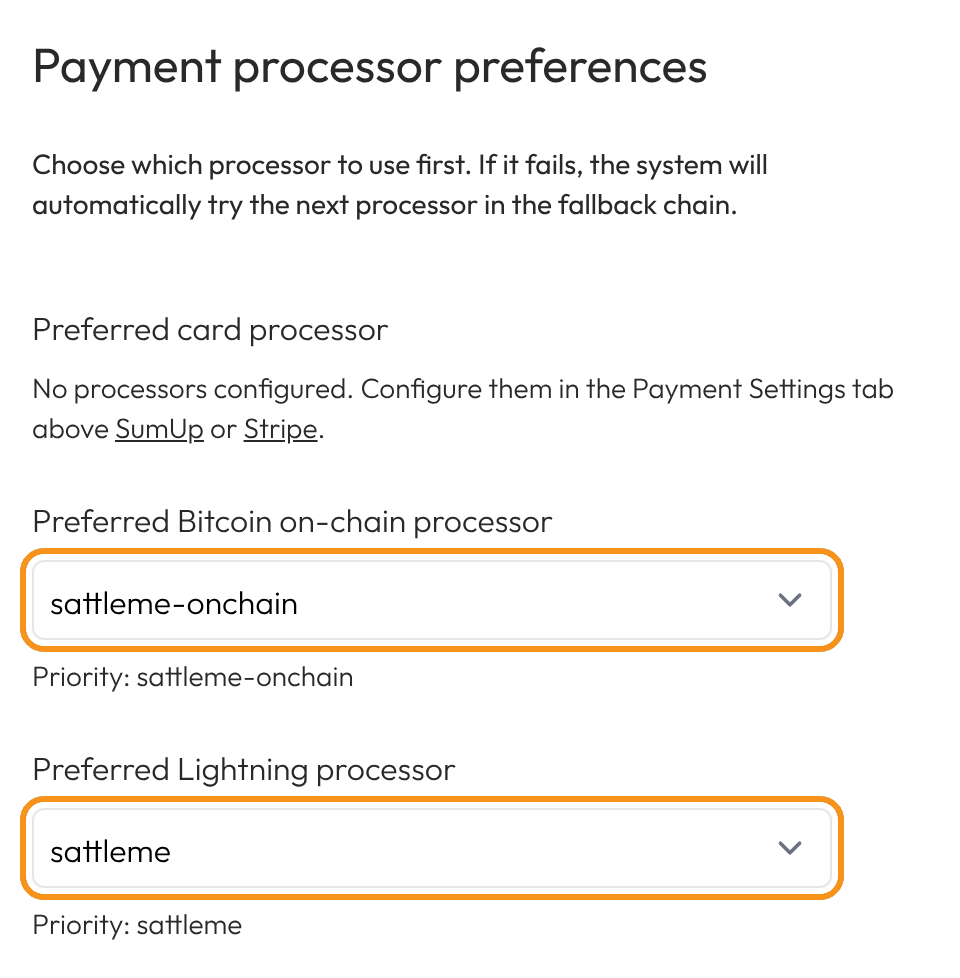 Payment processor preferences
Choose which processor to use first. If it fails, the system will
automatically try the next processor in the fallback chain.
Preferred card processor
No processors configured. Configure them in the Payment Settings tab
above SumUp or Stripe.
Preferred Bitcoin on-chain processor
sattleme-onchain
Priority: sattleme-onchain
Preferred Lightning processor
sattleme
Priority: sattleme